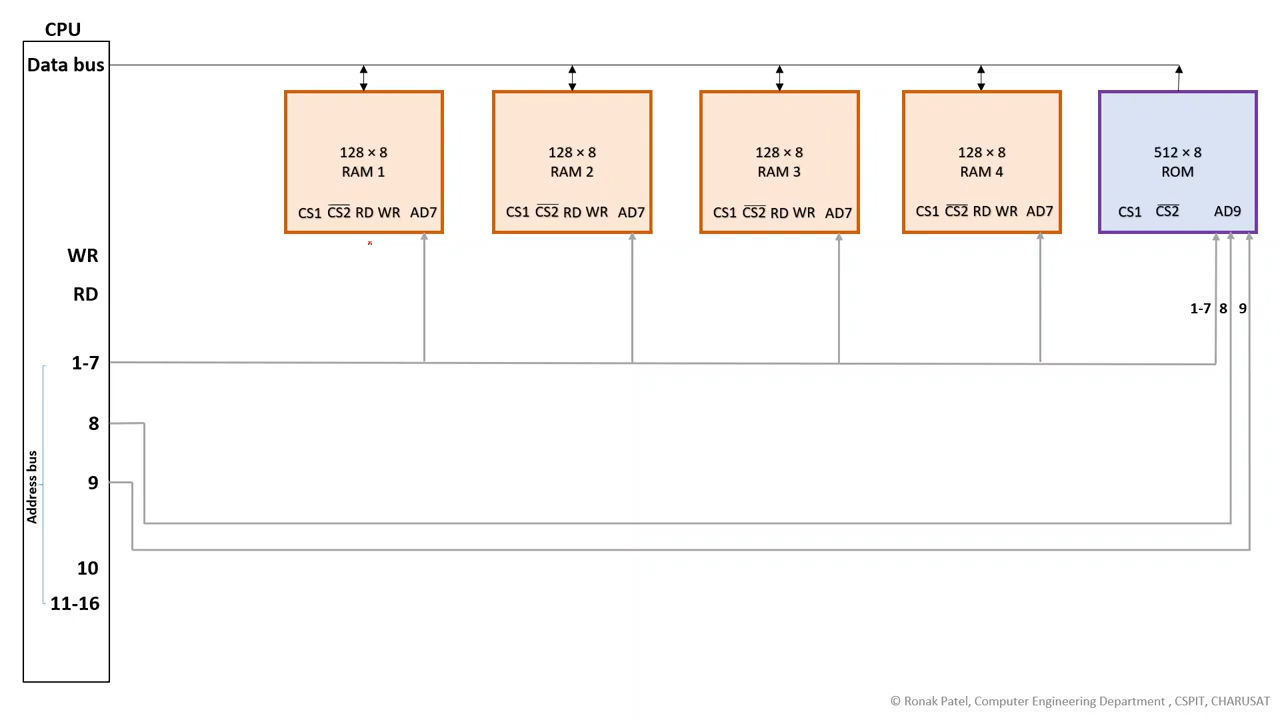 CPU
Data bus
128 × 8
RAM 1
CS1 CS2 RD WR AD7
128 × 8
RAM 2
CS1 CS2 RD WR AD7
128 × 8
RAM 3
CS1 CS2 RD WR AD7
128 × 8
RAM 4
CS1 CS2 RD WR AD7
512 × 8
ROM
CS1 CS2 AD9
WR
RD
1-7 8 9
1-7
8
9
10
11-16
Address bus
© Ronak Patel, Computer Engineering Department , CSPIT, CHARUSAT